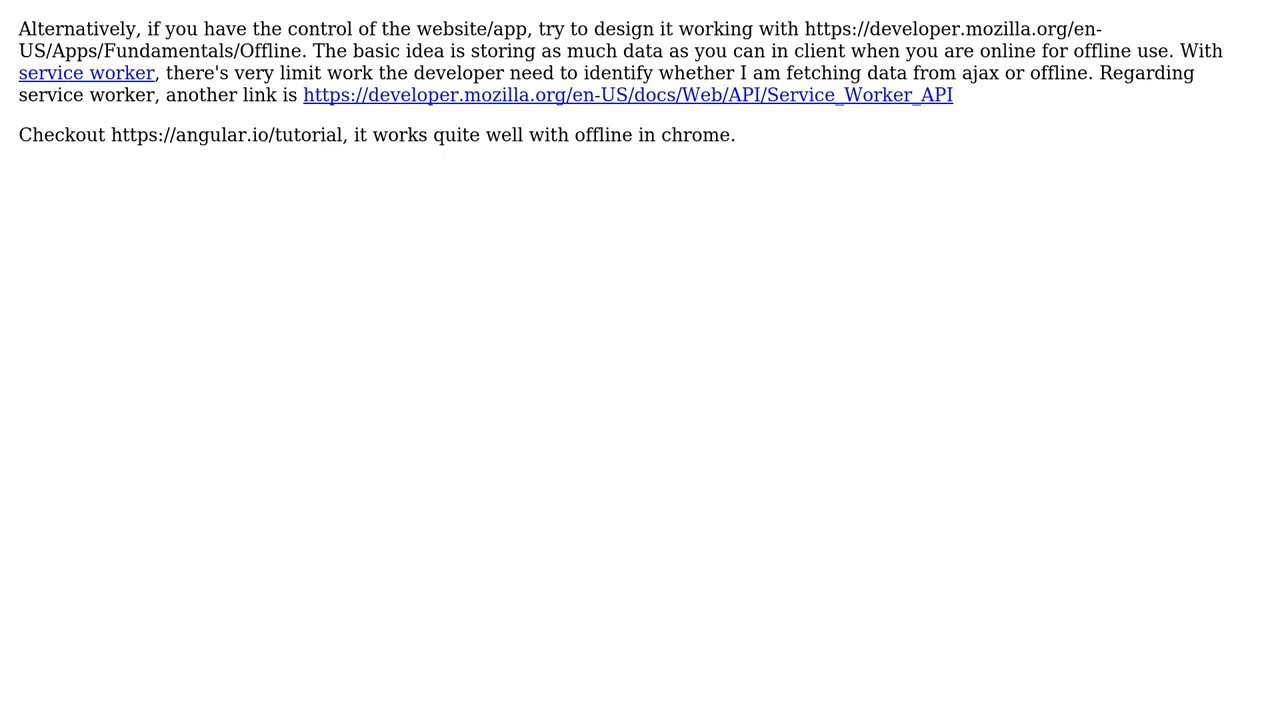 Alternatively, if you have the control of the website/app, try to design it working with https://developer.mozilla.org/en-
US/Apps/Fundamentals/Offline. The basic idea is storing as much data as you can in client when you are online for offline use. With
service worker, there's very limit work the developer need to identify whether I am fetching data from ajax or offline. Regarding
service worker, another link is https://developer.mozilla.org/en-US/docs/Web/API/Service_Worker_API
Checkout https://angular.io/tutorial, it works quite well with offline in chrome.